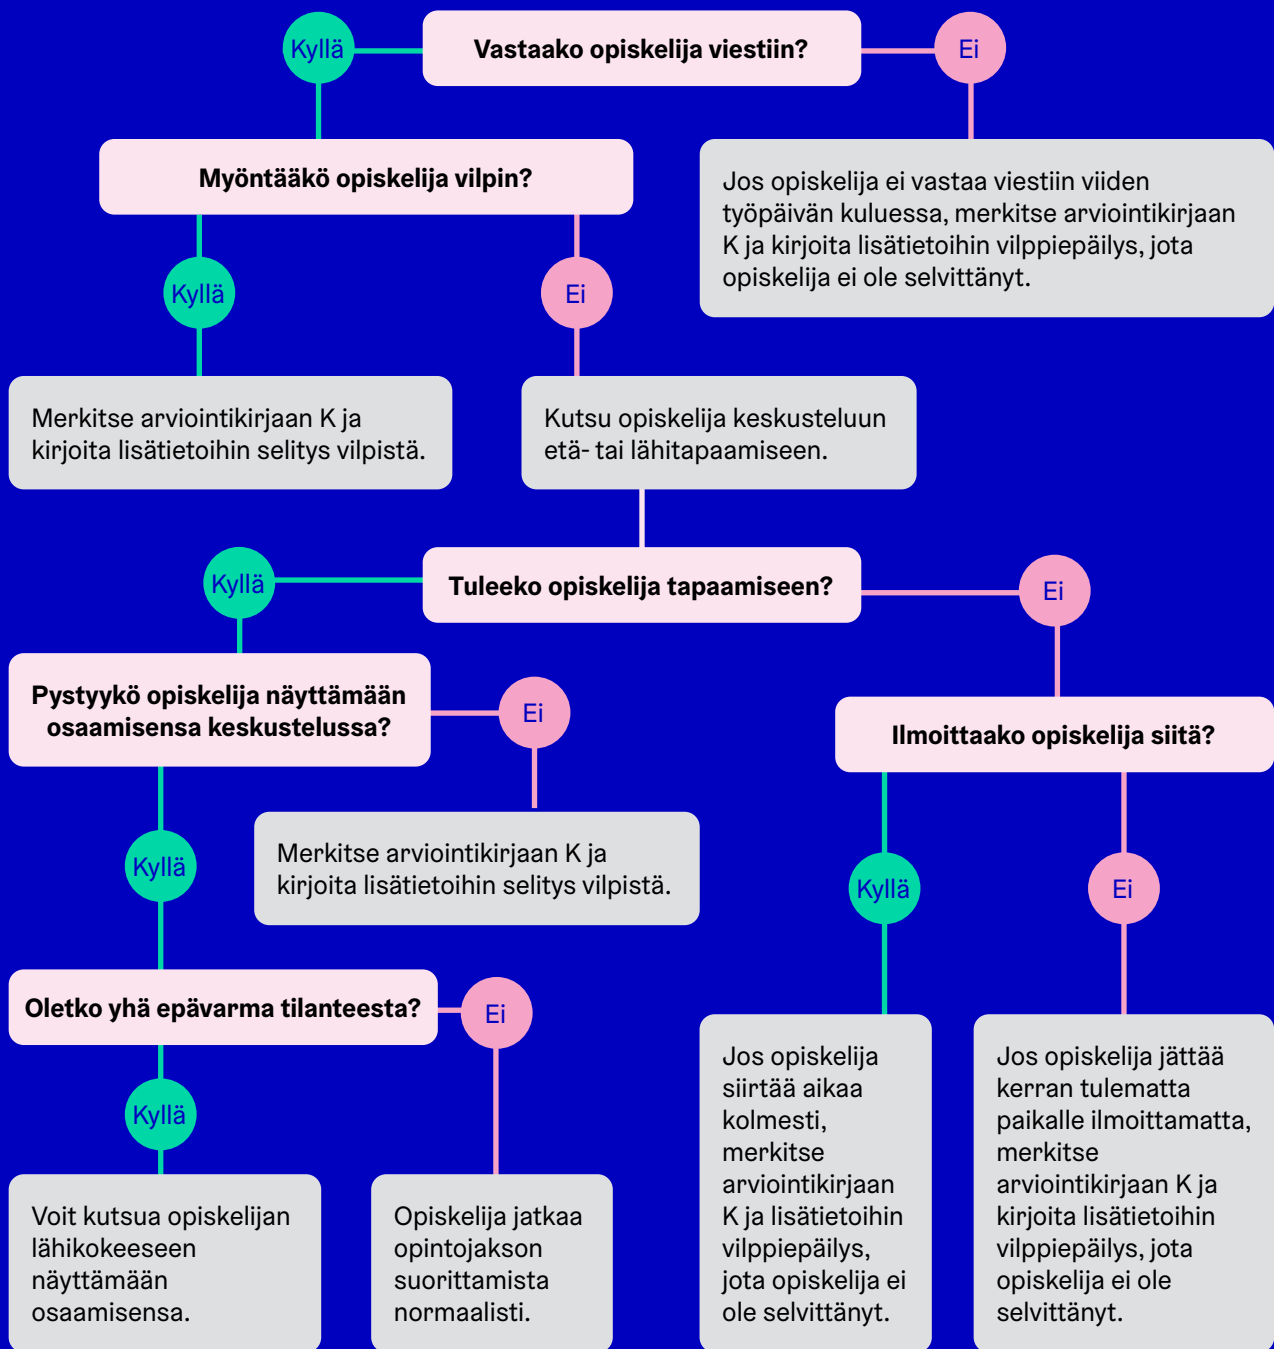 Kyllä
Vastaako opiskelija viestiin?
Ei
Myöntääkö opiskelija vilpin?
Jos opiskelija ei vastaa viestiin viiden
työpäivän kuluessa, merkitse arviointikirjaan
K ja kirjoita lisätietoihin vilppiepäilys, jota
opiskelija ei ole selvittänyt.
Kyllä
Ei
Merkitse arviointikirjaan K ja
kirjoita lisätietoihin selitys vilpistä.
Kutsu opiskelija keskusteluun
etä- tai lähitapaamiseen.
Kyllä
Tuleeko opiskelija tapaamiseen?
Ei
Pystyykö opiskelija näyttämään
osaamisensa keskustelussa?
Ei
Ilmoittaako opiskelija siitä?
Kyllä
Merkitse arviointikirjaan K ja
kirjoita lisätietoihin selitys vilpistä.
Kyllä
Ei
Oletko yhä epävarma tilanteesta?
Ei
Kyllä
Voit kutsua opiskelijan
lähikokeeseen
näyttämään
osaamisensa.
Opiskelija jatkaa
opintojakson
suorittamista
normaalisti.
Jos opiskelija
siirtää aikaa
kolmesti,
merkitse
arviointikirjaan
K ja lisätietoihin
vilppiepäilys,
jota opiskelija ei
ole selvittänyt.
Jos opiskelija jättää
kerran tulematta
paikalle ilmoittamatta,
merkitse
arviointikirjaan K ja
kirjoita lisätietoihin
vilppiepäilys, jota
opiskelija ei ole
selvittänyt.